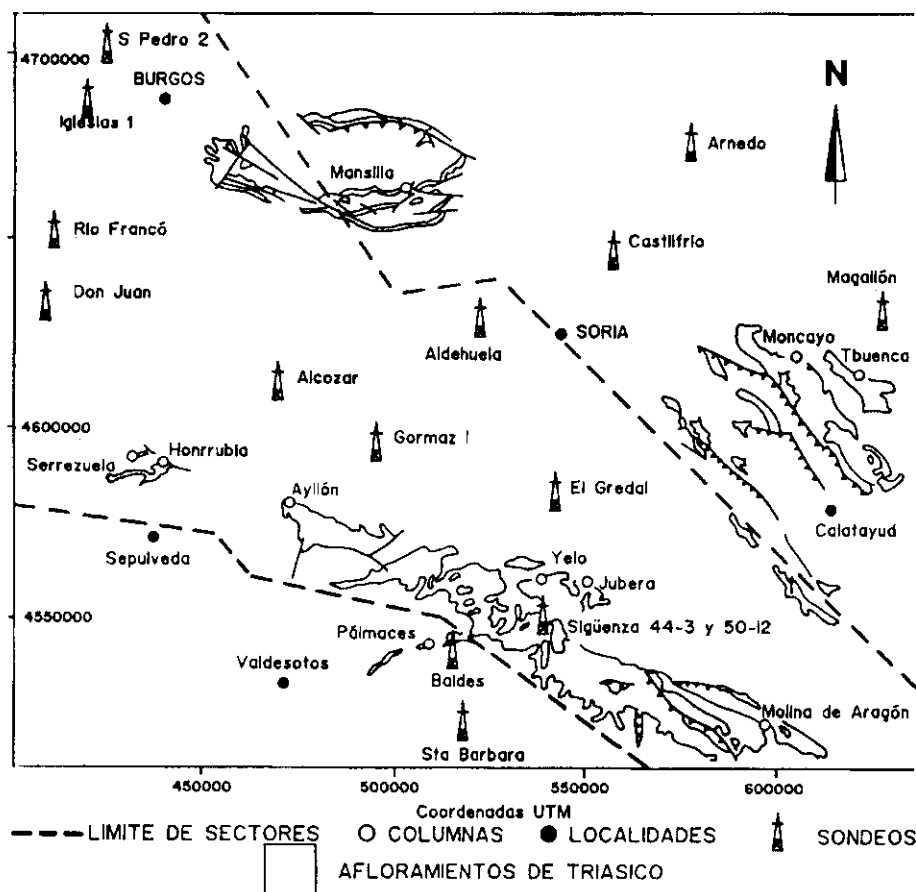 S Pedro 2
4700000
BURGOS
N
Iglesias 1
Arnedo
Mansilla
Rio Francó
Castilfrio
Don Juan
Magallón
SORIA
Moncayo
Aldehuela
Tbuenca
Alcozar
4600000
Gormaz 1
Honrrubia
Serrezuela
Ayllón
El Gredal
Calatayud
Sepulveda
Yelo
Jubera
4550000
Sigüenza 44-3 y 50-12
Pálmaces
Valdesotos
Baldes
Molina de Aragón
Sta Barbara
450000 500000 550000 600000
Coordenadas UTM
LIMITE DE SECTORES COLUMNAS LOCALIDADES SONDEOS
AFLORAMIENTOS DE TRIASICO